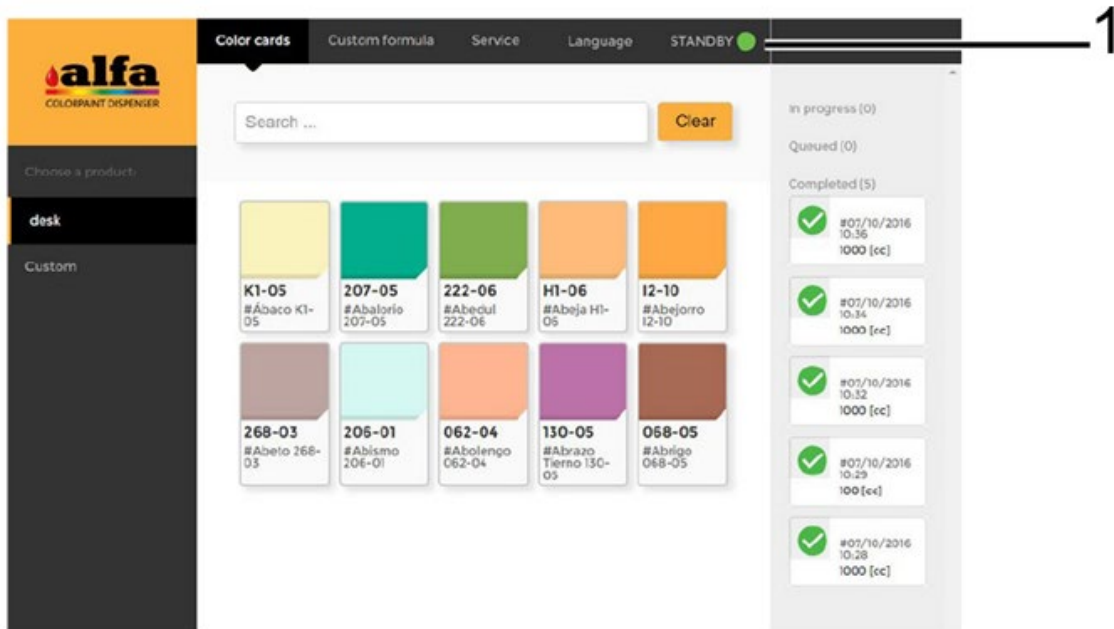 1
Color cards Custom formula Service Language STANDBY
alfa
COLORPAINT DISPENSER
Choose a product:
desk
Custom
Search ...
Clear
K1-05
#Ábaco K1-
05
207-05
#Abalorio
207-05
222-06
#Abedul
222-06
H1-06
#Abeja H1-
06
I2-10
#Abejorro
I2-10
268-03
#Abeto 268-
03
206-01
#Abismo
206-01
062-04
#Abolengo
062-04
130-05
#Abrazo
Tierno 130-
05
068-05
#Abrigo
068-05
In progress (0)
Queued (0)
Completed (5)
#07/10/2016
10:36
1000 [cc]
#07/10/2016
10:34
1000 [cc]
#07/10/2016
10:32
1000 [cc]
#07/10/2016
10:29
100 [cc]
#07/10/2016
10:28
1000 [cc]